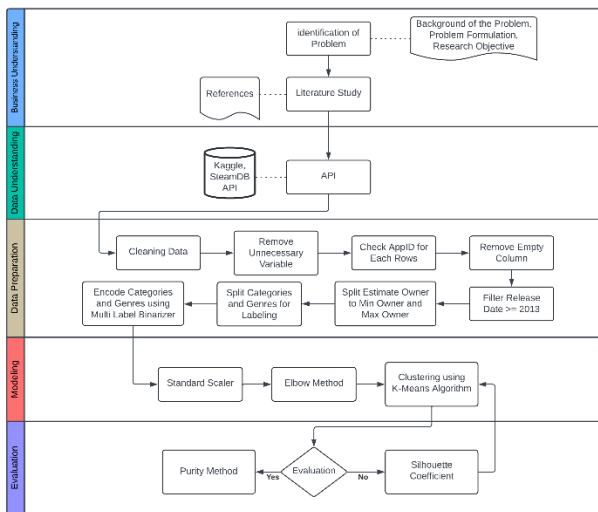 Business Understanding
identification of
Problem
Background of the Problem,
Problem Formulation,
Research Objective
References
Literature Study
Data Understanding
Kaggle,
SteamDB
API
API
Data Preparation
Cleaning Data
Remove
Unnecessary
Variable
Check AppID for
Each Rows
Remove Empty
Column
Encode Categories
and Genres using
Multi Label Binarizer
Split Categories
and Genres for
Labeling
Split Estimate Owner
to Min Owner and
Max Owner
Filter Release
Date >= 2013
Modeling
Standard Scaler
Elbow Method
Clustering using
K-Means Algorithm
Evaluation
Purity Method
Yes
Evaluation
No
Silhouette
Coefficient